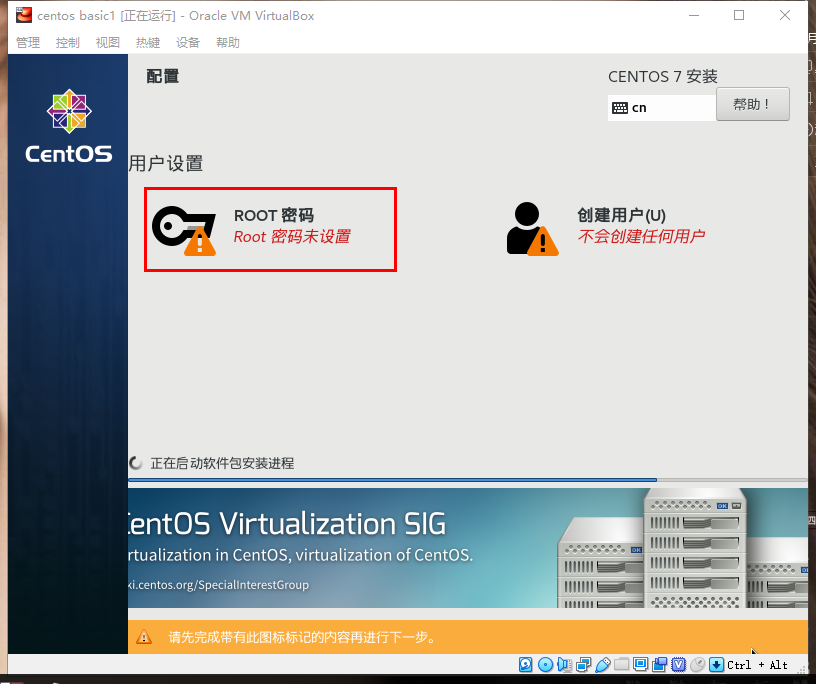 centos basic1 [正在运行] - Oracle VM VirtualBox
管理 控制 视图 热键 设备 帮助
配置
CENTOS 7 安装
cn
帮助！
CentOS
用户设置
ROOT 密码
Root 密码未设置
创建用户(U)
不会创建任何用户
正在启动软件包安装进程
CentOS Virtualization SIG
rtualization in CentOS, virtualization of CentOS.
ki.centos.org/SpecialInterestGroup
OK
OK
请先完成带有此图标标记的内容再进行下一步。
Ctrl + Alt